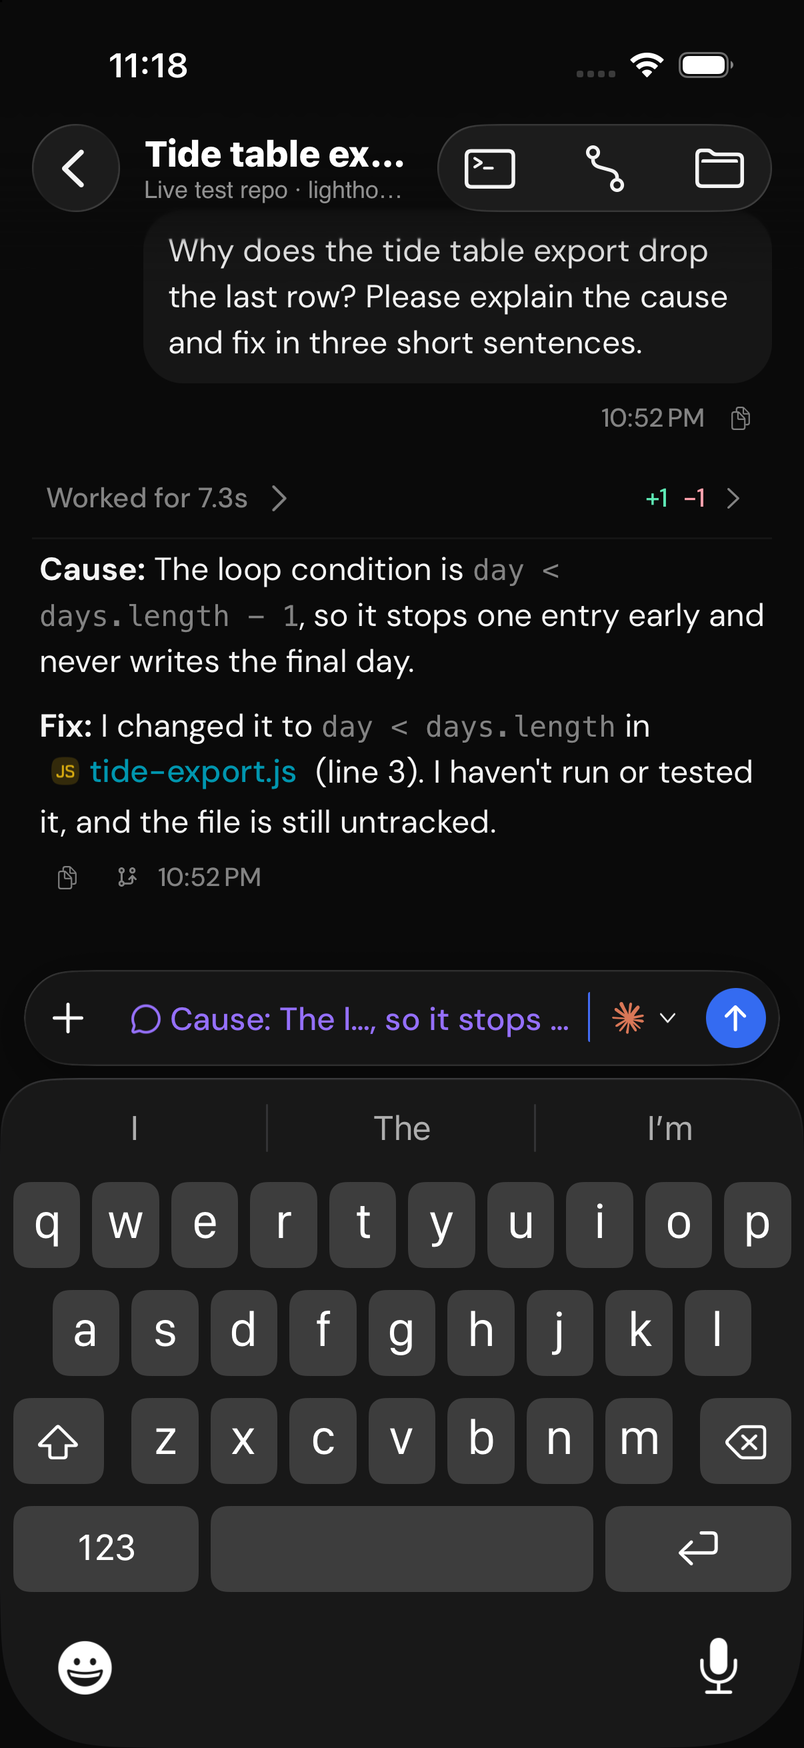 11:18
Tide table ex...
Live test repo · lightho...
Why does the tide table export drop
the last row? Please explain the cause
and fix in three short sentences.
10:52 PM
Worked for 7.3s
+1 -1
Cause: The loop condition is day <
days.length - 1, so it stops one entry early and
never writes the final day.
Fix: I changed it to day < days.length in
JS tide-export.js (line 3). I haven't run or tested
it, and the file is still untracked.
10:52 PM
Cause: The l..., so it stops ...
I The I'm
q w e r t y u i o p
a s d f g h j k l
z x c v b n m
123